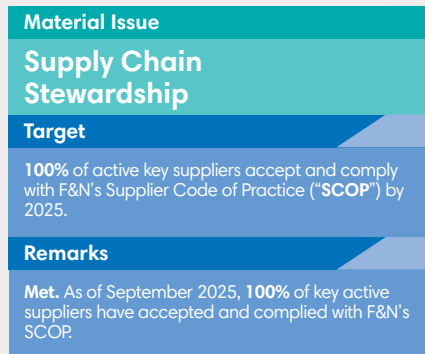 Material Issue
Supply Chain
Stewardship
Target
100% of active key suppliers accept and comply
with F&N's Supplier Code of Practice (“SCOP”) by
2025.
Remarks
Met. As of September 2025, 100% of key active
suppliers have accepted and complied with F&N's
SCOP.